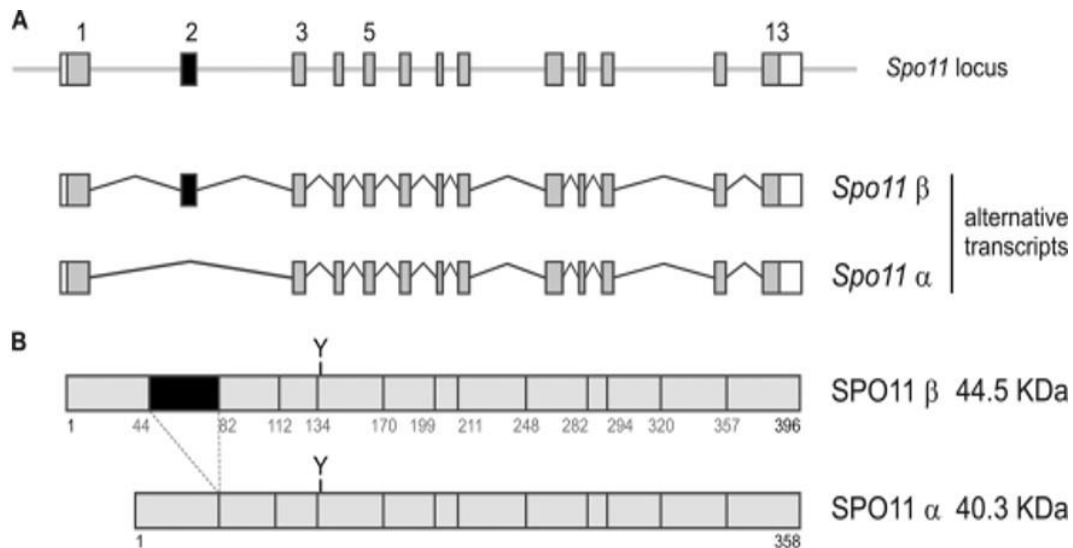 A
1 2 3 5 13
Spo11 locus
Spo11 β
alternative
transcripts
Spo11 α
B
Y
SPO11 β 44.5 KDa
1 44 82 112 134 170 199 211 248 282 294 320 357 396
Y
SPO11 α 40.3 KDa
1 358